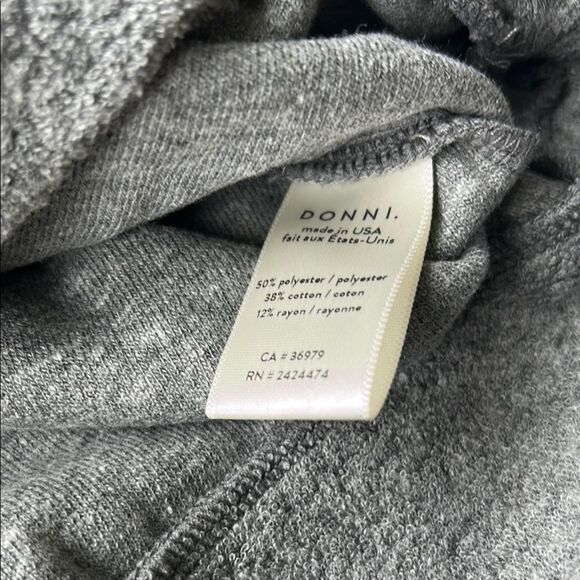 DONNI.
made in USA
fait aux États-Unis
50% polyester / polyester
38% cotton / coton
12% rayon / rayonne
CA # 36979
RN # 2424474